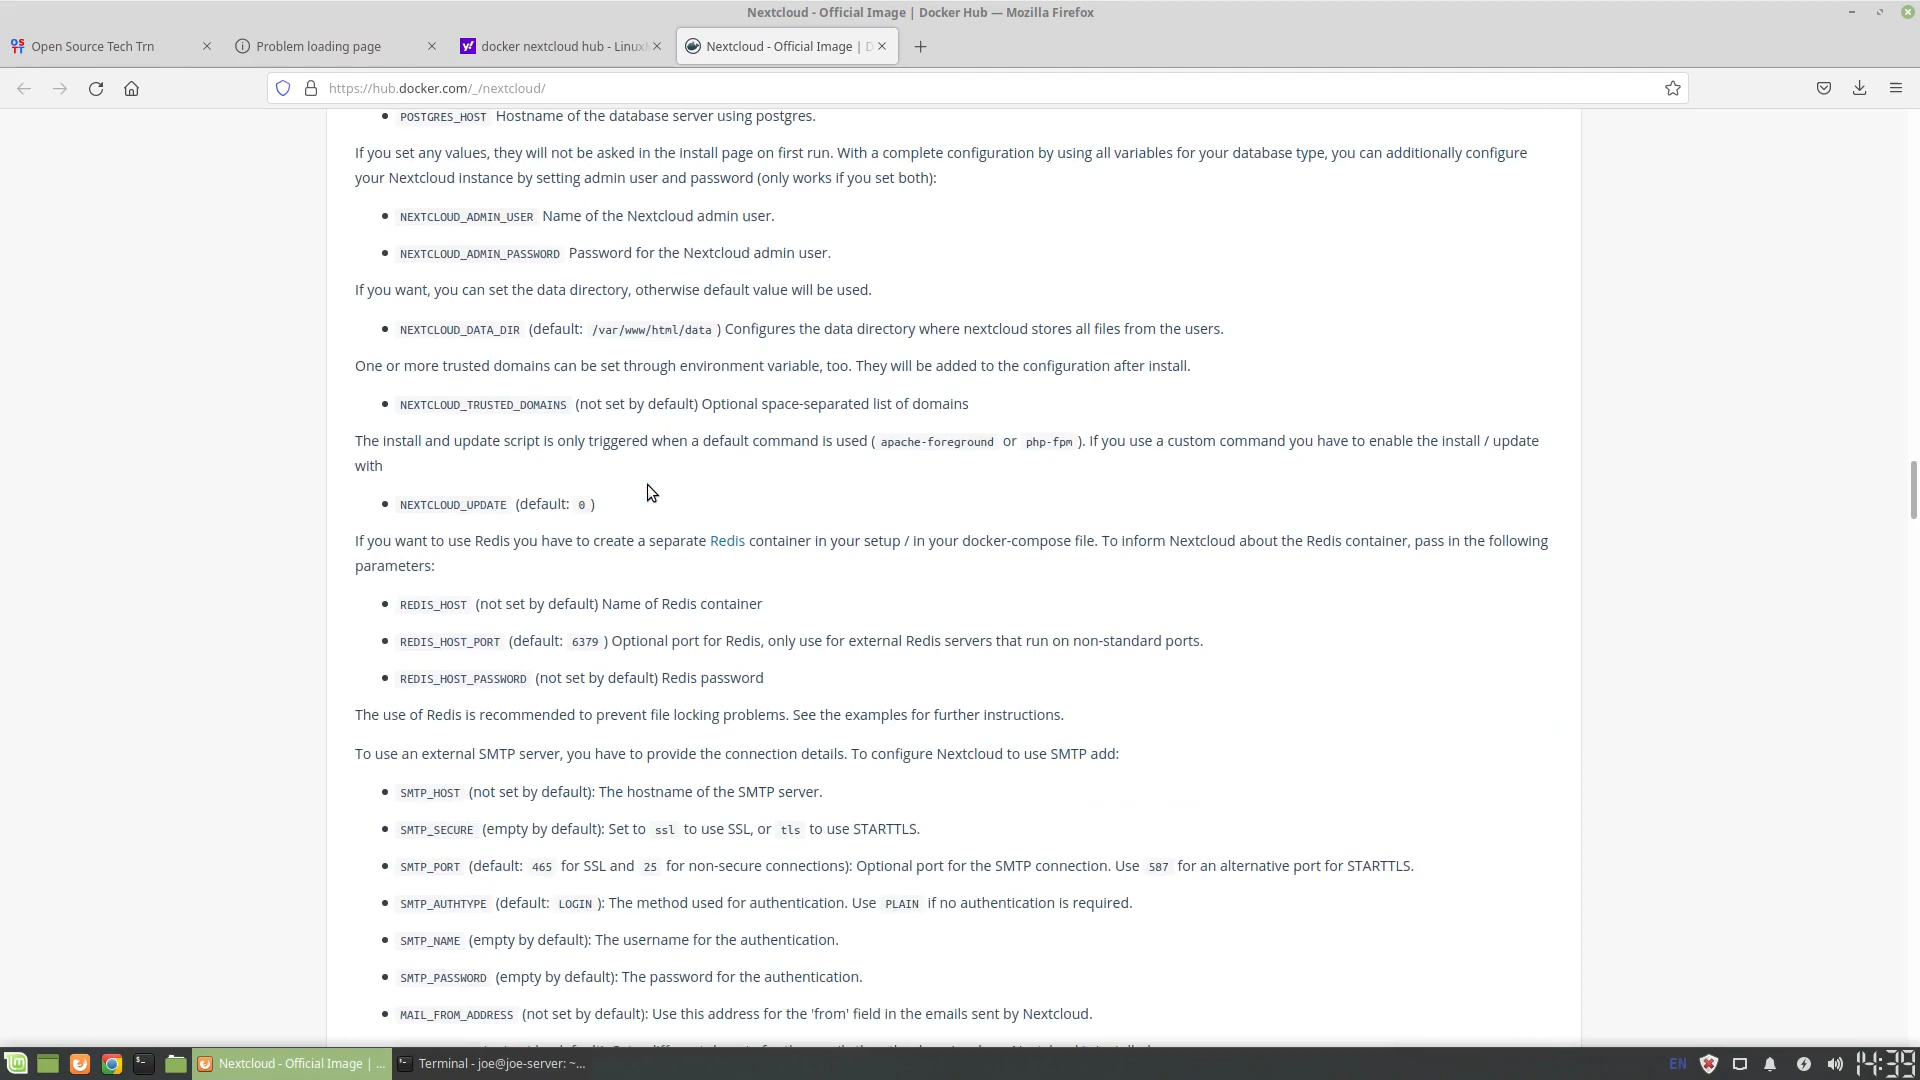 Nextcloud - Official Image | Docker Hub — Mozilla Firefox
Open Source Tech Trn
Problem loading page
docker nextcloud hub - Linux
Nextcloud - Official Image |
https://hub.docker.com/_/nextcloud/
POSTGRES_HOST Hostname of the database server using postgres.
If you set any values, they will not be asked in the install page on first run. With a complete configuration by using all variables for your database type, you can additionally configure
your Nextcloud instance by setting admin user and password (only works if you set both):
NEXTCLOUD_ADMIN_USER Name of the Nextcloud admin user.
NEXTCLOUD_ADMIN_PASSWORD Password for the Nextcloud admin user.
If you want, you can set the data directory, otherwise default value will be used.
NEXTCLOUD_DATA_DIR (default: /var/www/html/data ) Configures the data directory where nextcloud stores all files from the users.
One or more trusted domains can be set through environment variable, too. They will be added to the configuration after install.
NEXTCLOUD_TRUSTED_DOMAINS (not set by default) Optional space-separated list of domains
The install and update script is only triggered when a default command is used ( apache-foreground or php-fpm ). If you use a custom command you have to enable the install / update
with
NEXTCLOUD_UPDATE (default: 0 )
If you want to use Redis you have to create a separate Redis container in your setup / in your docker-compose file. To inform Nextcloud about the Redis container, pass in the following
parameters:
REDIS_HOST (not set by default) Name of Redis container
REDIS_HOST_PORT (default: 6379 ) Optional port for Redis, only use for external Redis servers that run on non-standard ports.
REDIS_HOST_PASSWORD (not set by default) Redis password
The use of Redis is recommended to prevent file locking problems. See the examples for further instructions.
To use an external SMTP server, you have to provide the connection details. To configure Nextcloud to use SMTP add:
SMTP_HOST (not set by default): The hostname of the SMTP server.
SMTP_SECURE (empty by default): Set to ssl to use SSL, or tls to use STARTTLS.
SMTP_PORT (default: 465 for SSL and 25 for non-secure connections): Optional port for the SMTP connection. Use 587 for an alternative port for STARTTLS.
SMTP_AUTHTYPE (default: LOGIN ): The method used for authentication. Use PLAIN if no authentication is required.
SMTP_NAME (empty by default): The username for the authentication.
SMTP_PASSWORD (empty by default): The password for the authentication.
MAIL_FROM_ADDRESS (not set by default): Use this address for the 'from' field in the emails sent by Nextcloud.
Nextcloud - Official Image | ...
Terminal - joe@joe-server: ~...
EN
14:39